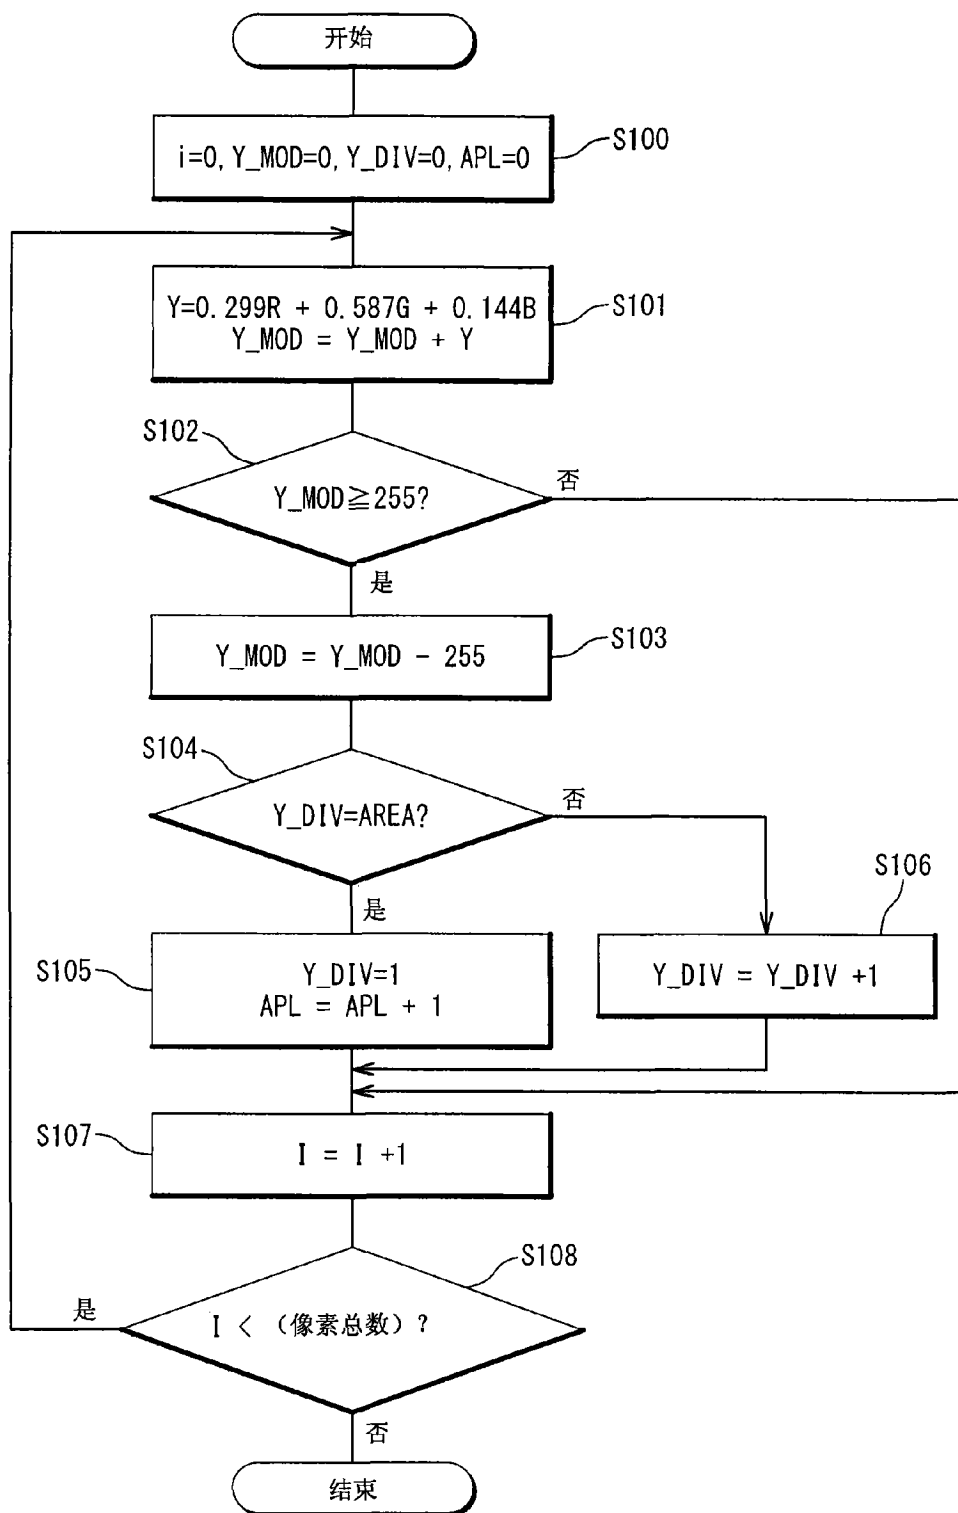 开始
i=0, Y_MOD=0, Y_DIV=0, APL=0
S100
Y=0.299R + 0.587G + 0.144B
Y_MOD = Y_MOD + Y
S101
S102
Y_MOD≧255?
否
是
Y_MOD = Y_MOD - 255
S103
S104
Y_DIV=AREA?
否
是
S106
Y_DIV = Y_DIV +1
S105
Y_DIV=1
APL = APL + 1
S107
I = I +1
S108
是
I < (像素总数)?
否
结束